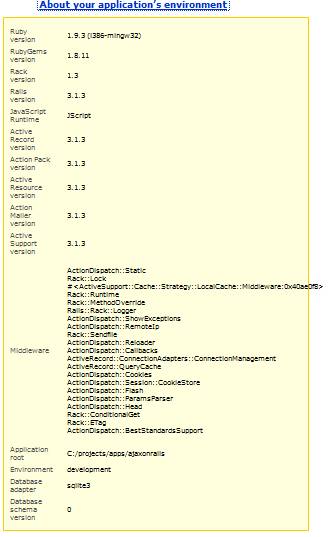 About your application's environment
Ruby version 1.9.3 (i386-mingw32)
RubyGems version 1.8.11
Rack version 1.3
Rails version 3.1.3
JavaScript Runtime JScript
Active Record version 3.1.3
Action Pack version 3.1.3
Active Resource version 3.1.3
Action Mailer version 3.1.3
Active Support version 3.1.3
Middleware
ActionDispatch::Static
Rack::Lock
#<ActiveSupport::Cache::Strategy::LocalCache::Middleware:0x40ae0f8>
Rack::Runtime
Rack::MethodOverride
Rails::Rack::Logger
ActionDispatch::ShowExceptions
ActionDispatch::RemoteIp
Rack::Sendfile
ActionDispatch::Reloader
ActionDispatch::Callbacks
ActiveRecord::ConnectionAdapters::ConnectionManagement
ActiveRecord::QueryCache
ActionDispatch::Cookies
ActionDispatch::Session::CookieStore
ActionDispatch::Flash
ActionDispatch::ParamsParser
ActionDispatch::Head
Rack::ConditionalGet
Rack::ETag
ActionDispatch::BestStandardsSupport
Application root C:/projects/apps/ajaxonrails
Environment development
Database adapter sqlite3
Database schema version 0